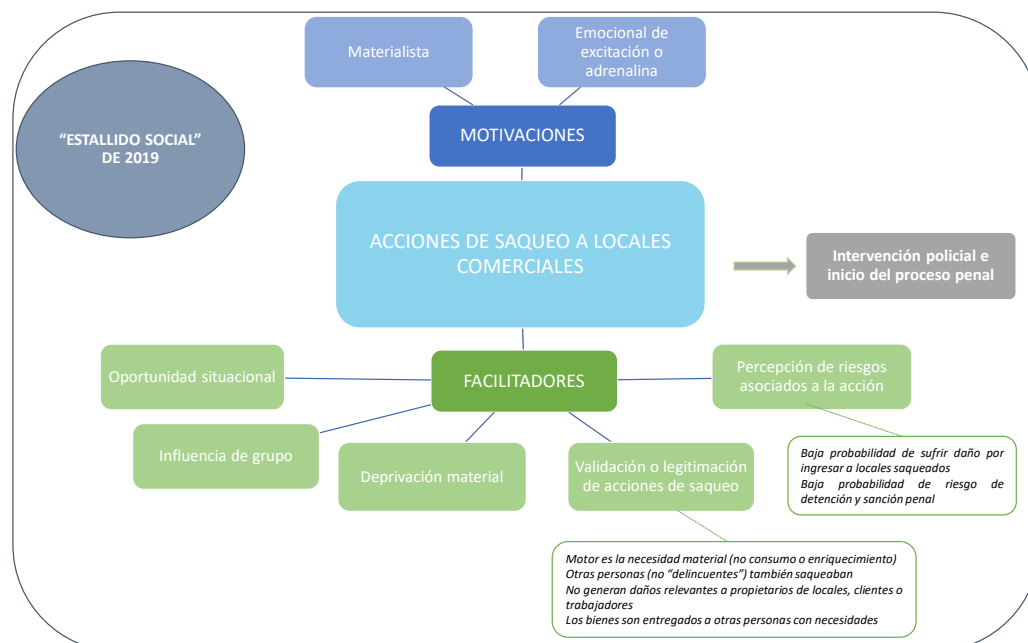 Materialista
Emocional de
excitación o
adrenalina
"ESTALLIDO SOCIAL"
DE 2019
MOTIVACIONES
ACCIONES DE SAQUEO A LOCALES
COMERCIALES
Intervención policial e
inicio del proceso penal
Oportunidad situacional
FACILITADORES
Percepción de riesgos
asociados a la acción
Influencia de grupo
Deprivación material
Validación o legitimación
de acciones de saqueo
Baja probabilidad de sufrir daño por
ingresar a locales saqueados
Baja probabilidad de riesgo de
detención y sanción penal
Motor es la necesidad material (no consumo o enriquecimiento)
Otras personas (no "delincuentes") también saqueaban
No generan daños relevantes a propietarios de locales, clientes o
trabajadores
Los bienes son entregados a otras personas con necesidades